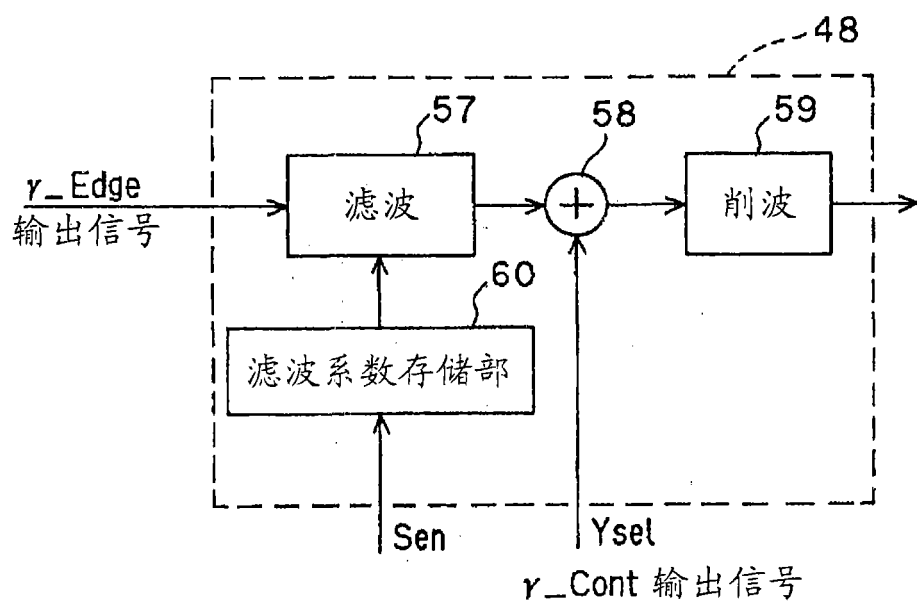 48
57
58
59
γ_Edge
输出信号
滤波
+
削波
60
滤波系数存储部
Sen
Ysel
γ_Cont 输出信号